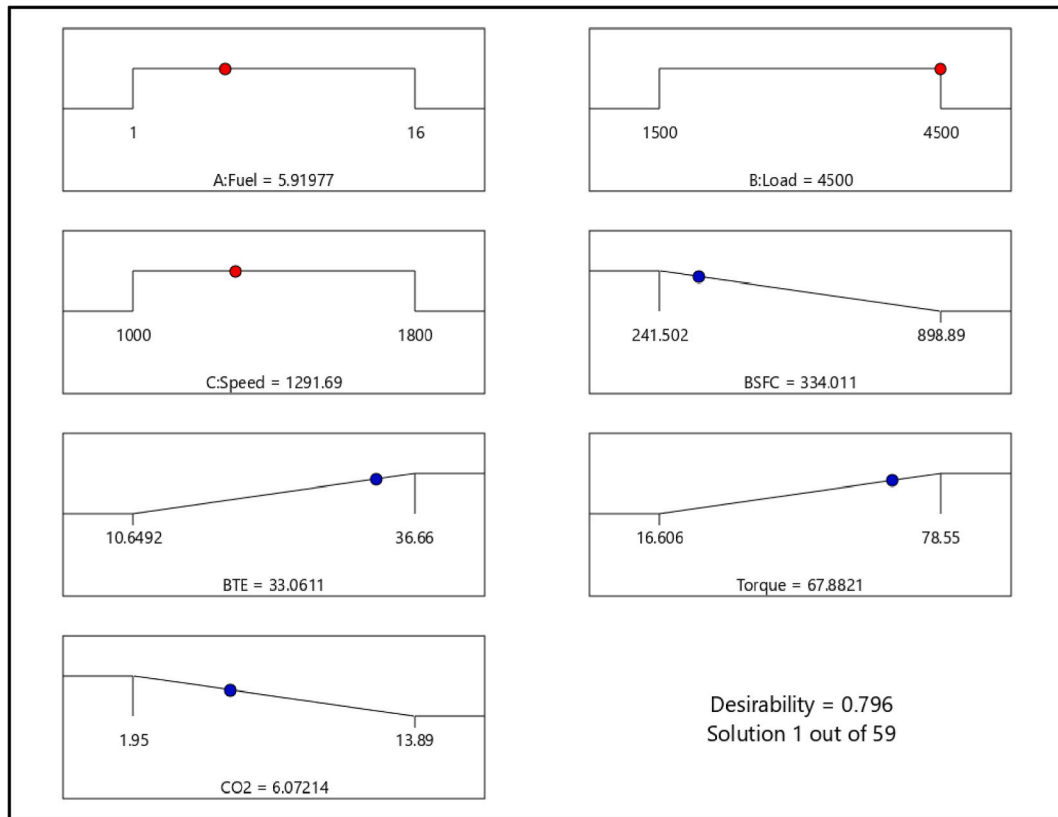 1 16
A:Fuel = 5.91977
1500 4500
B:Load = 4500
1000 1800
C:Speed = 1291.69
241.502 898.89
BSFC = 334.011
10.6492 36.66
BTE = 33.0611
16.606 78.55
Torque = 67.8821
1.95 13.89
CO2 = 6.07214
Desirability = 0.796
Solution 1 out of 59